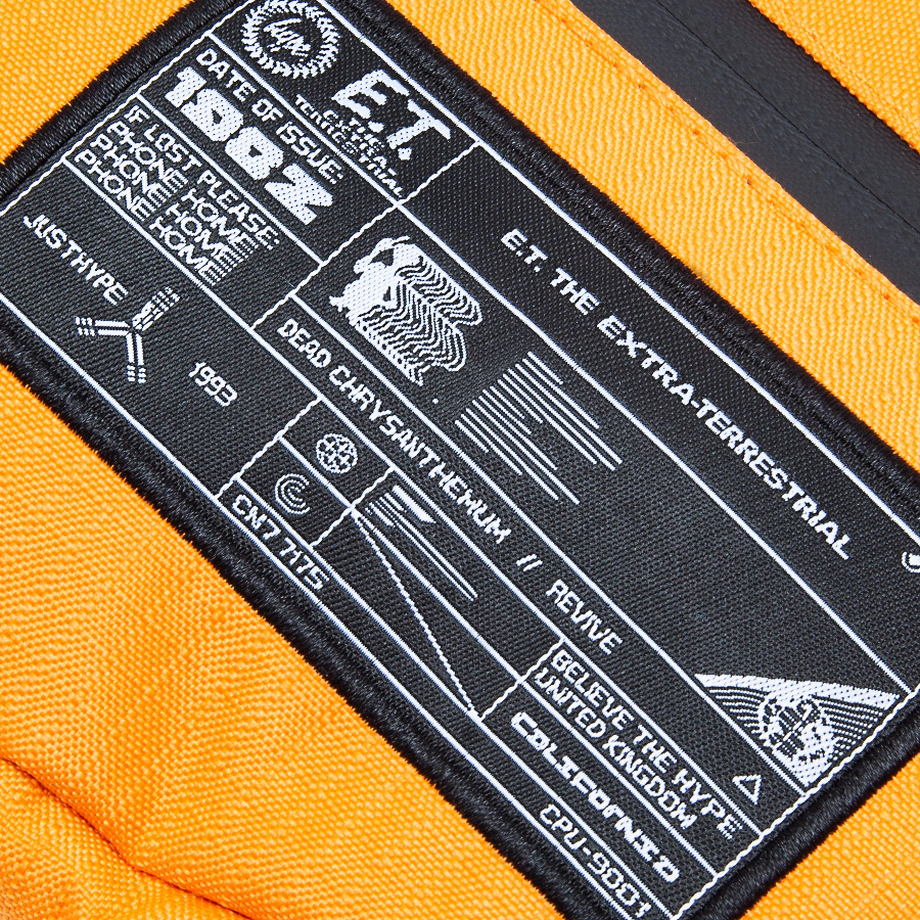 hype
E.T.
EXTRA
TERRESTRIAL
DATE OF ISSUE:
1982
IF LOST PLEASE:
PHONE HOME
PHONE HOME
PHONE HOME
JUSTHYPE
1993
E.T. THE EXTRA-TERRESTRIAL
DEAD CHRYSANTHEMUM // REVIVE
CN7 7175
BELIEVE THE HYPE
UNITED KINGDOM
CALIFORNIA
CPU-9001